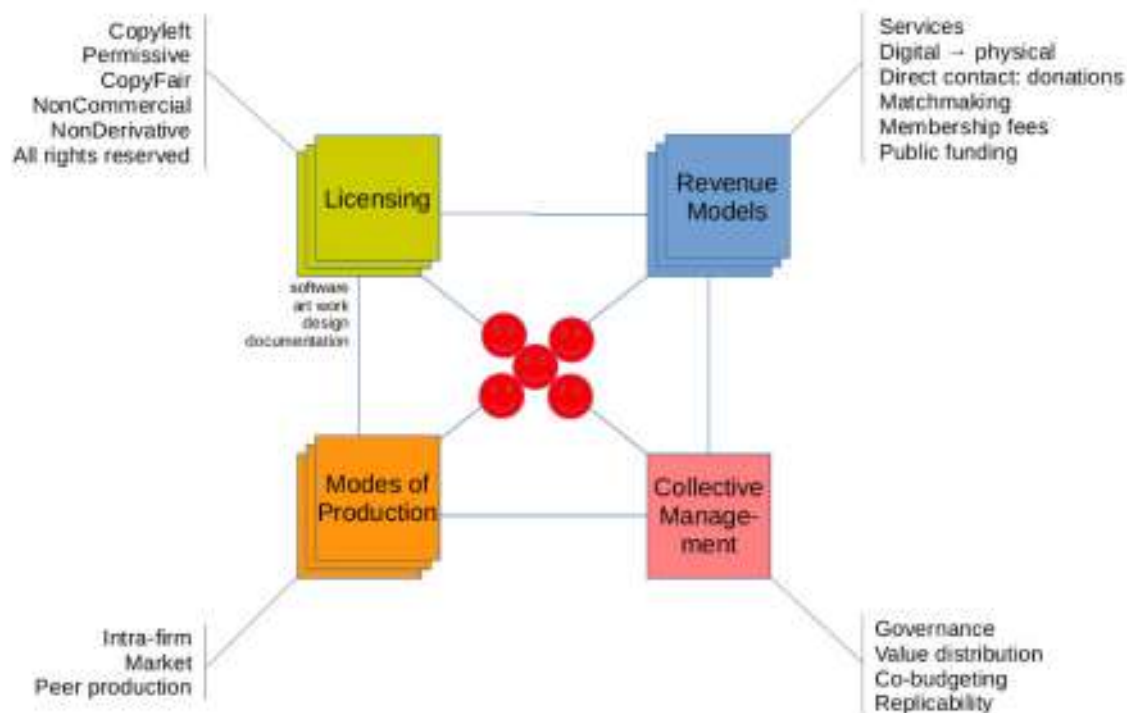 Copyleft
Permissive
CopyFair
NonCommercial
NonDerivative
All rights reserved
Services
Digital → physical
Direct contact: donations
Matchmaking
Membership fees
Public funding
Licensing
Revenue
Models
software
art work
design
documentation
Modes of
Production
Collective
Manage-
ment
Intra-firm
Market
Peer production
Governance
Value distribution
Co-budgeting
Replicability